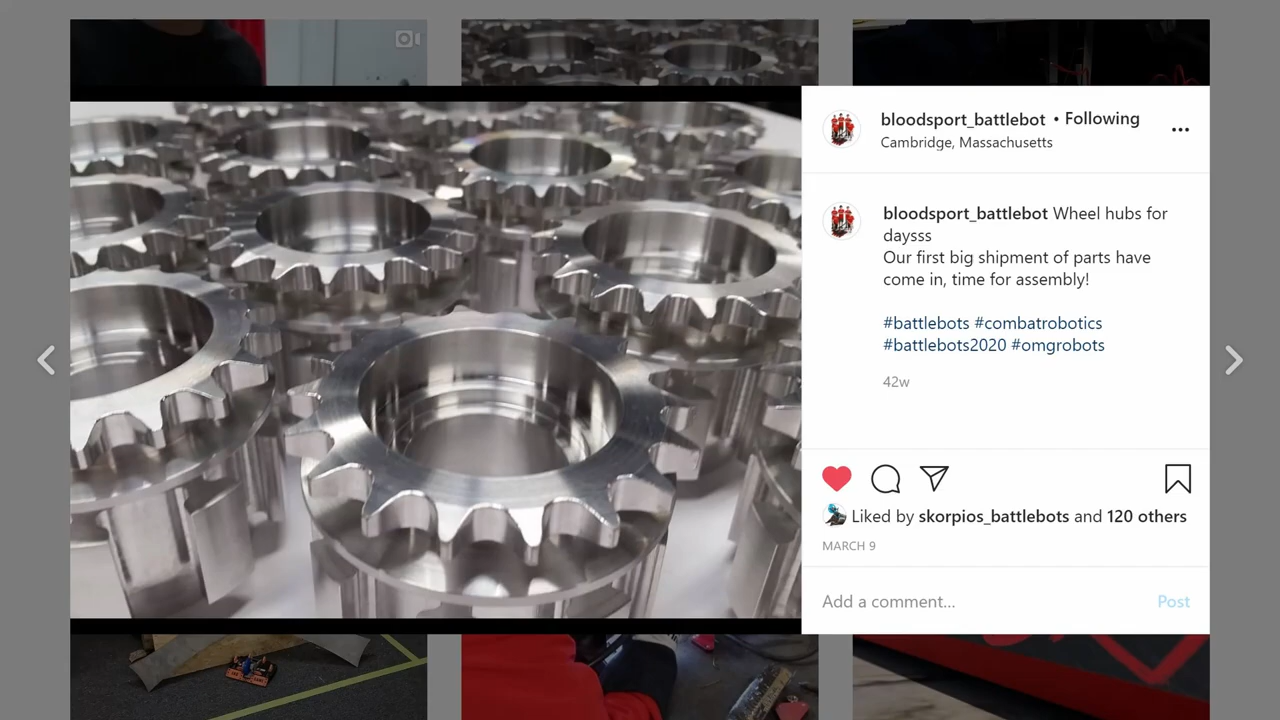 bloodsport_battlebot • Following
Cambridge, Massachusetts
bloodsport_battlebot Wheel hubs for
daysss
Our first big shipment of parts have
come in, time for assembly!
#battlebots #combatrobotics
#battlebots2020 #omgrobots
42w
Liked by skorpios_battlebots and 120 others
MARCH 9
Add a comment...
Post